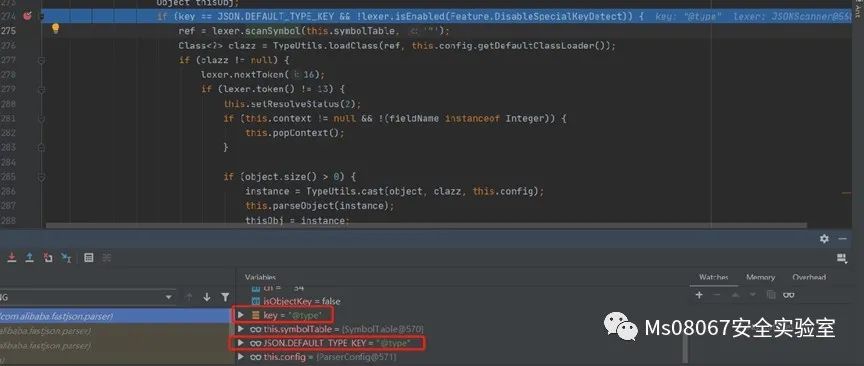 273 Object thisObj;
274 if (key == JSON.DEFAULT_TYPE_KEY && !lexer.isEnabled(Feature.DisableSpecialKeyDetect)) { key: "@type" lexer: JSONScanner@568
275 ref = lexer.scanSymbol(this.symbolTable, c: '"');
276 Class<?> clazz = TypeUtils.loadClass(ref, this.config.getDefaultClassLoader());
277 if (clazz != null) {
278 lexer.nextToken(i: 16);
279 if (lexer.token() != 13) {
280 this.setResolveStatus(2);
281 if (this.context != null && !(fieldName instanceof Integer)) {
282 this.popContext();
283 }
284
285 if (object.size() > 0) {
286 instance = TypeUtils.cast(object, clazz, this.config);
287 this.parseObject(instance);
288 thisObj = instance;
Ant
Variables
Watches Memory Overhead
ch = '"' 34
isObjectKey = false
NG
key = "@type"
com.alibaba.fastjson.parser)
this.symbolTable = {SymbolTable@570}
alibaba.fastjson.parser)
JSON.DEFAULT_TYPE_KEY = "@type"
alibaba.fastjson.parser)
this.config = {ParserConfig@571}
Ms08067安全实验室